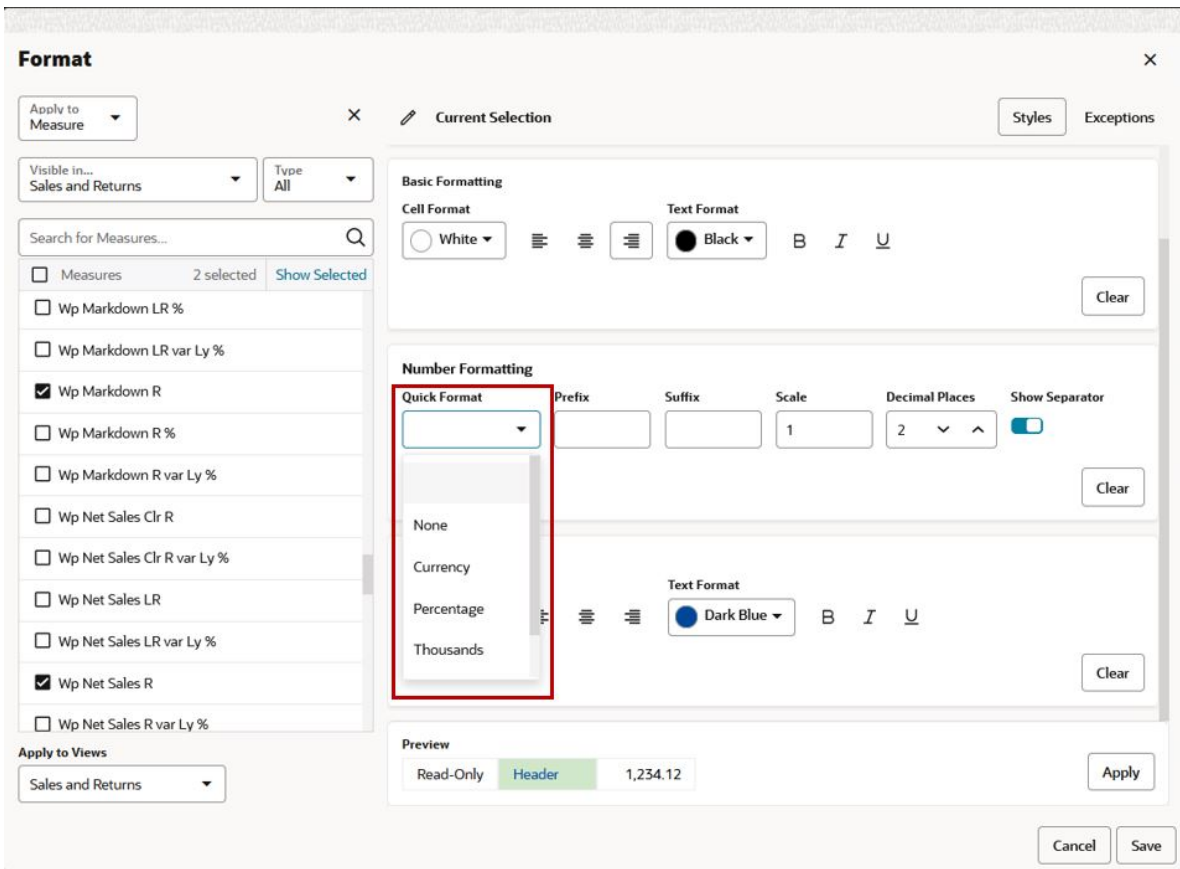 Format
Apply to
Measure
Visible in...
Sales and Returns
Type
All
Search for Measures...
Measures 2 selected Show Selected
Wp Markdown LR %
Wp Markdown LR var Ly %
Wp Markdown R
Wp Markdown R %
Wp Markdown R var Ly %
Wp Net Sales Clr R
Wp Net Sales Clr R var Ly %
Wp Net Sales LR
Wp Net Sales LR var Ly %
Wp Net Sales R
Wp Net Sales R var Ly %
Apply to Views
Sales and Returns
Current Selection
Styles Exceptions
Basic Formatting
Cell Format Text Format
White Black B I U
Clear
Number Formatting
Quick Format Prefix Suffix Scale Decimal Places Show Separator
1 2
Clear
None
Currency
Percentage
Thousands
Text Format
Dark Blue B I U
Clear
Preview
Read-Only Header 1,234.12
Apply
Cancel Save